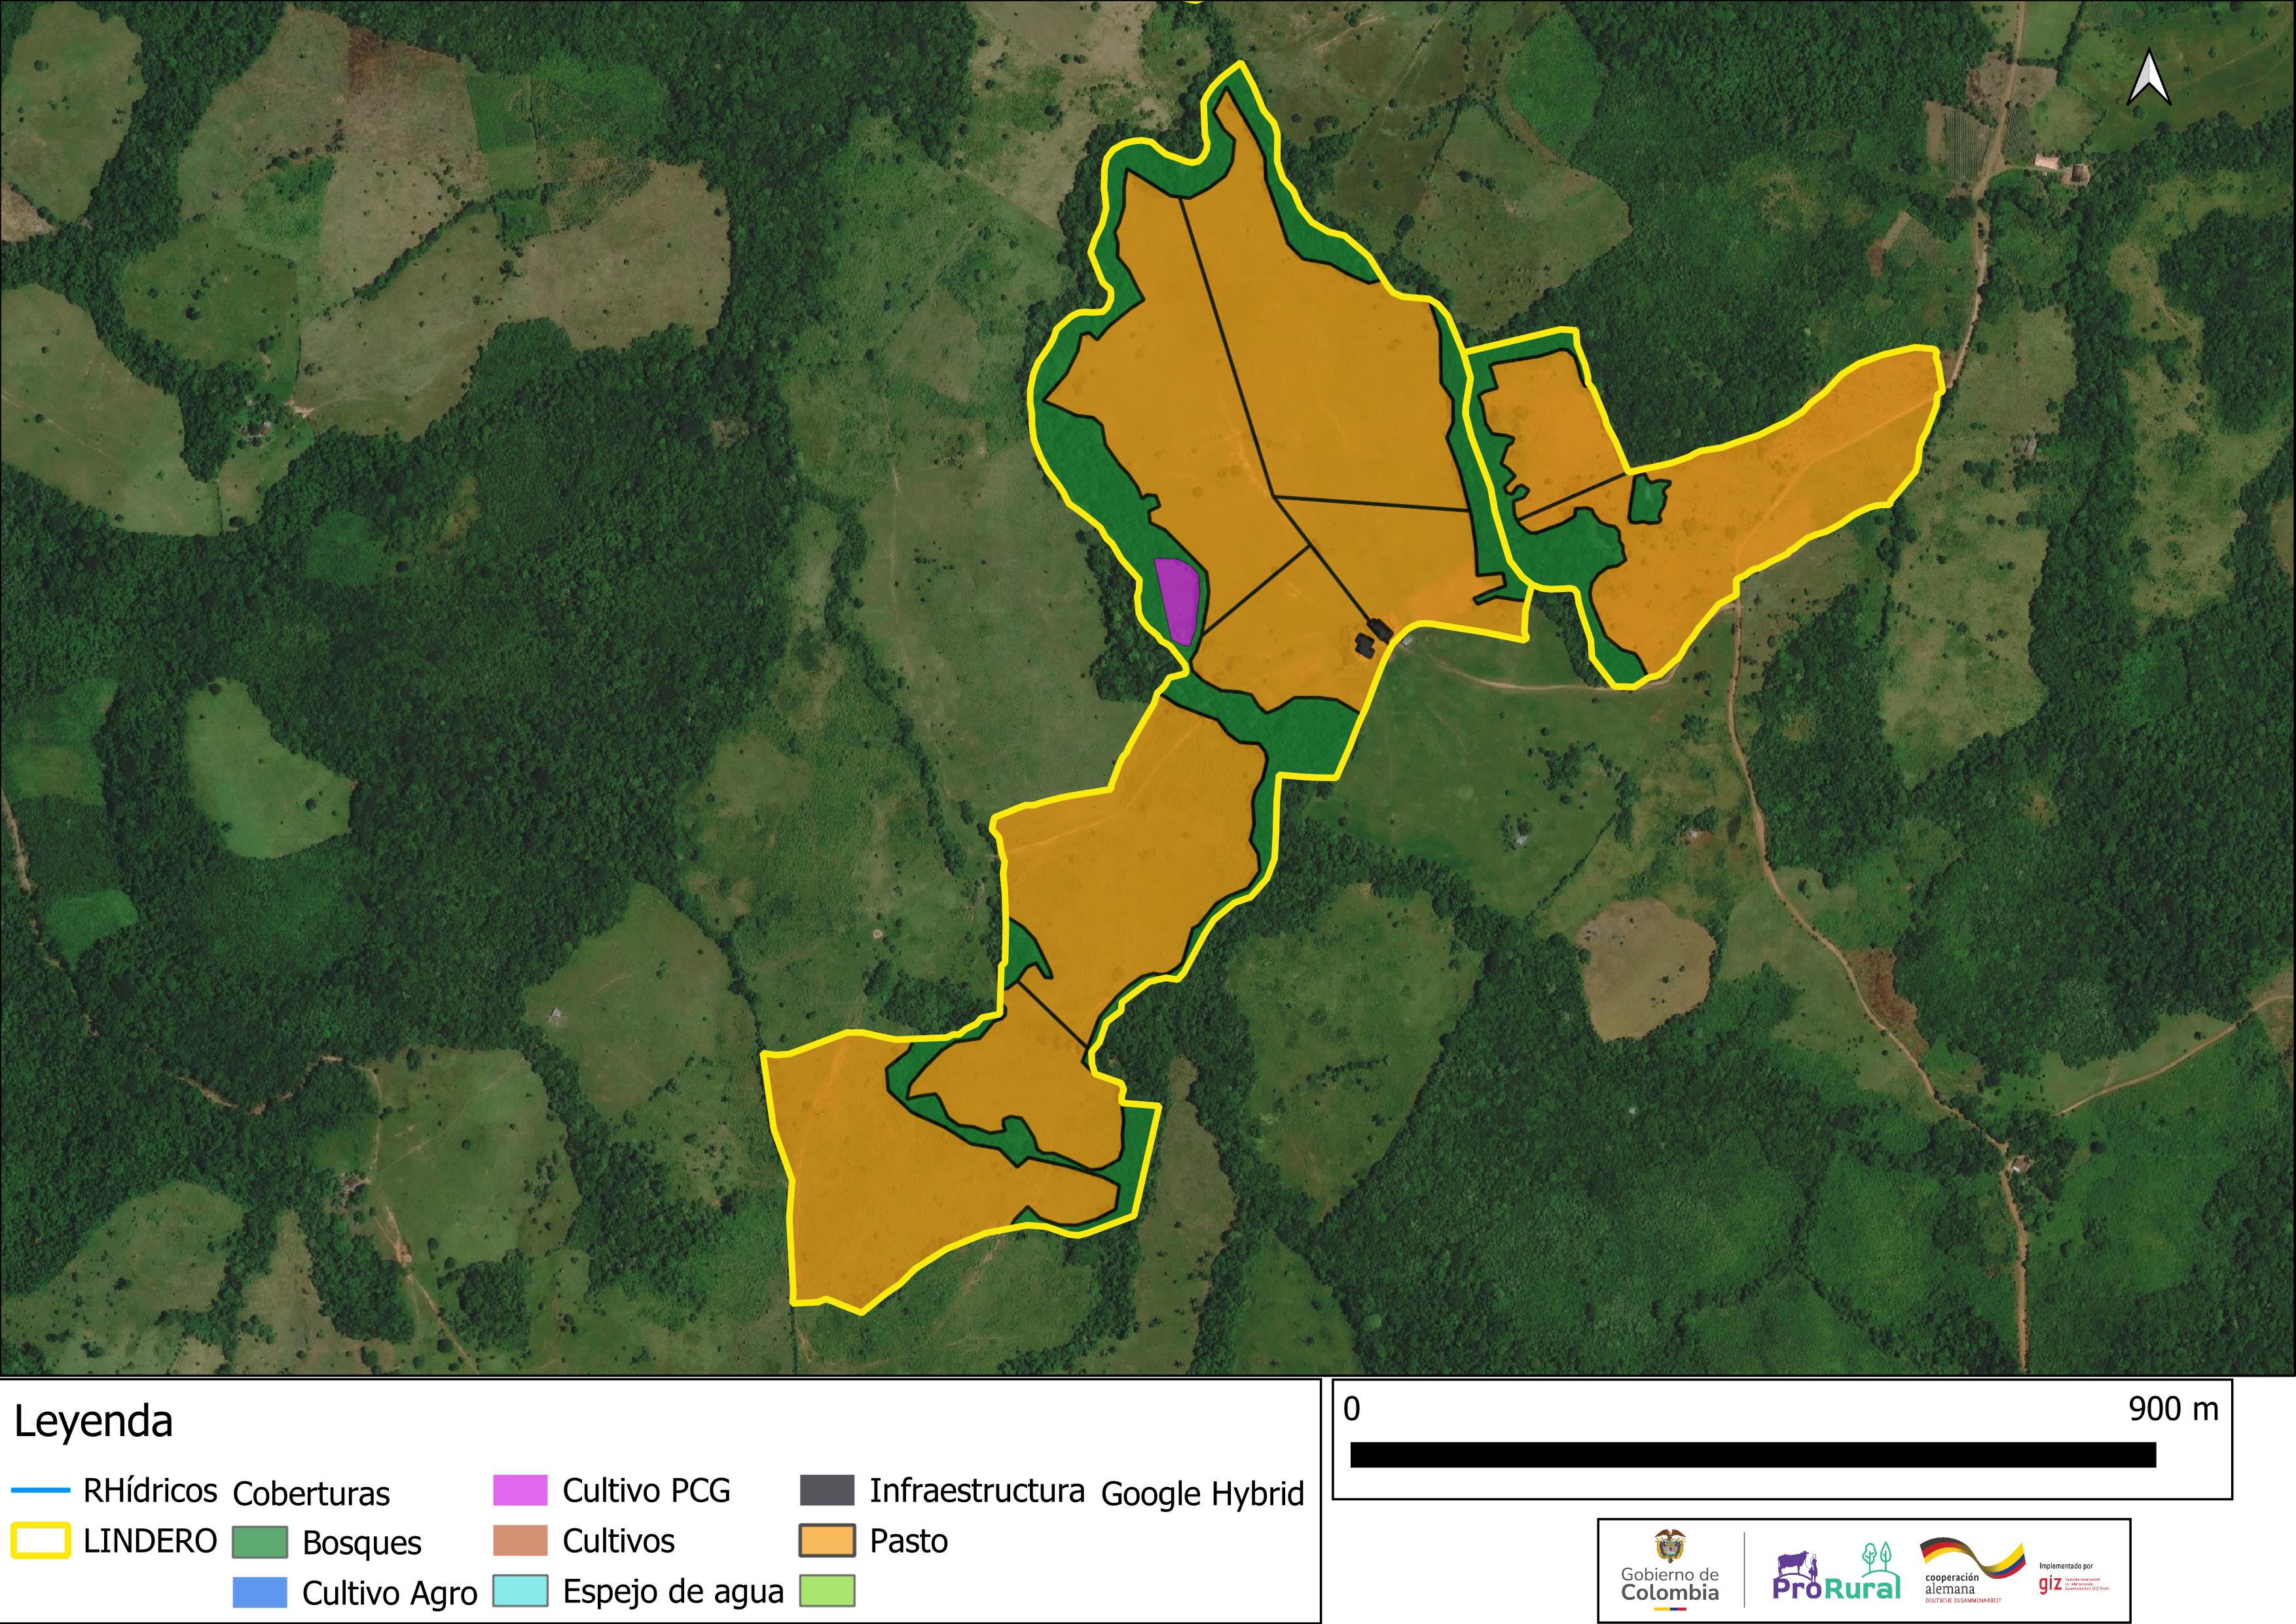 Leyenda
RHídricos
LINDERO
Coberturas
Bosques
Cultivo Agro
Cultivo PCG
Cultivos
Espejo de agua
Infraestructura
Pasto
Google Hybrid
0 900 m
Gobierno de
Colombia
ProRural
cooperación
alemana
DEUTSCHE ZUSAMMENARBEIT
Implementado por
giz